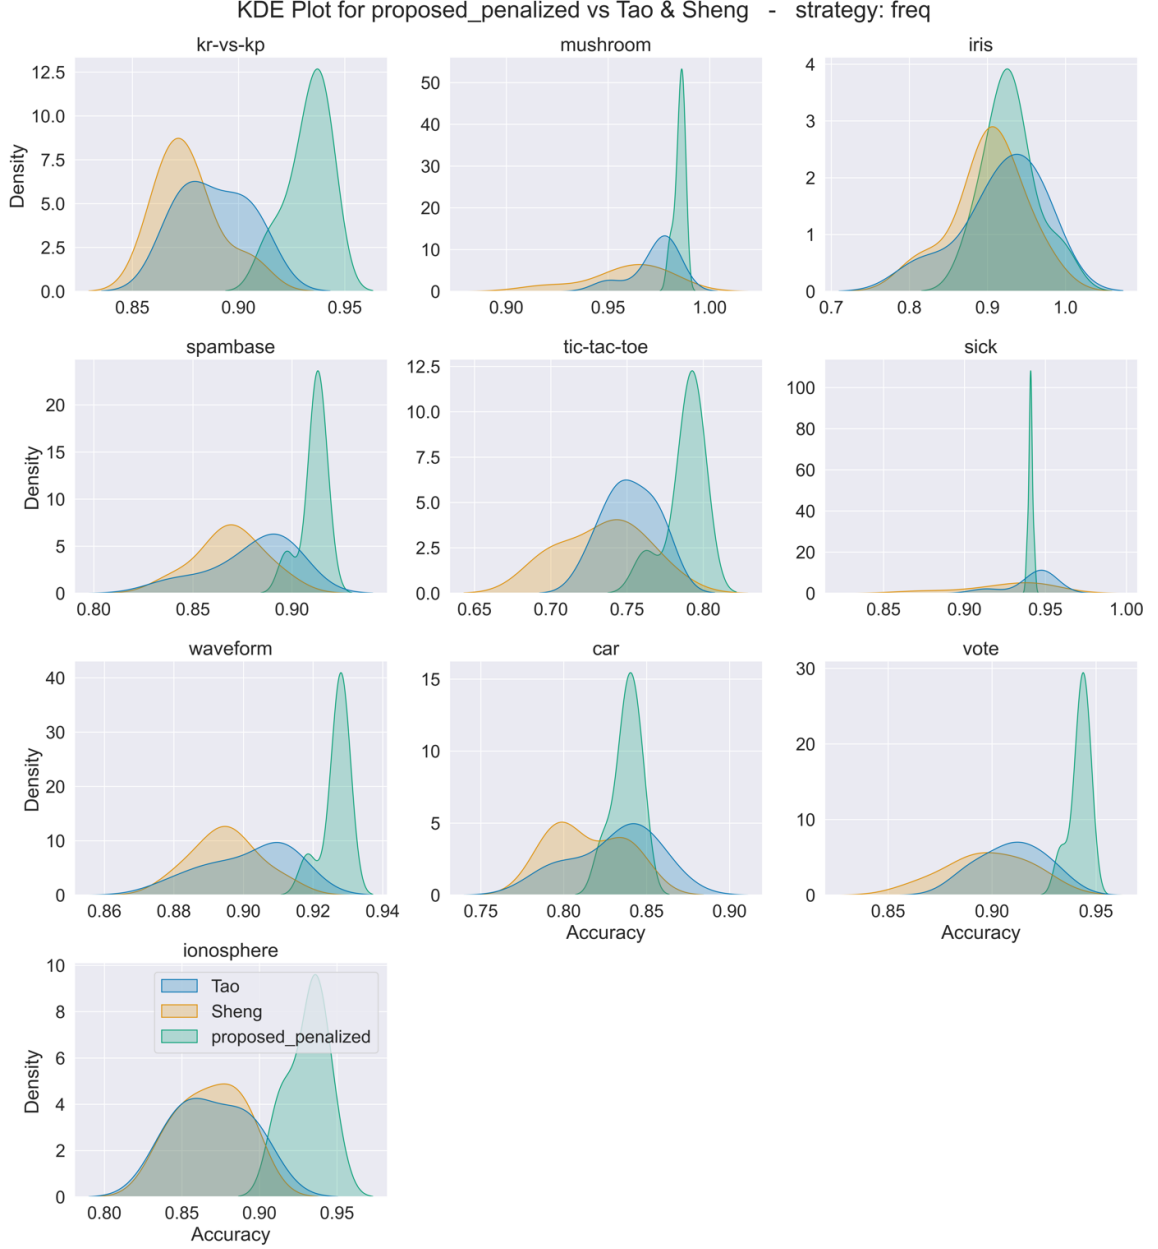 KDE Plot for proposed_penalized vs Tao & Sheng - strategy: freq
kr-vs-kp
12.5
10.0
7.5
5.0
2.5
0.0
Density
0.85 0.90 0.95
mushroom
50
40
30
20
10
0
0.90 0.95 1.00
iris
4
3
2
1
0
0.7 0.8 0.9 1.0
spambase
20
15
10
5
0
Density
0.80 0.85 0.90
tic-tac-toe
12.5
10.0
7.5
5.0
2.5
0.0
0.65 0.70 0.75 0.80
sick
100
80
60
40
20
0
0.85 0.90 0.95 1.00
waveform
40
30
20
10
0
Density
0.86 0.88 0.90 0.92 0.94
car
15
10
5
0
0.75 0.80 0.85 0.90
Accuracy
vote
30
20
10
0
0.85 0.90 0.95
Accuracy
ionosphere
10
8
6
4
2
0
Density
Tao
Sheng
proposed_penalized
0.80 0.85 0.90 0.95
Accuracy